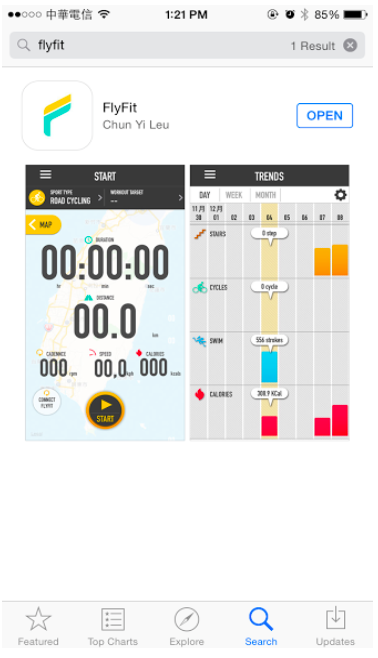 中華電信 1:21 PM 85%
flyfit 1 Result
FlyFit
Chun Yi Leu
OPEN
START
SPORT TYPE
ROAD CYCLING
WORKOUT TARGET
--
MAP
DURATION
00:00:00
hr min sec
DISTANCE
00.0 km
CADENCE SPEED CALORIES
000 rpm 00.0 kph 000 kcals
CONNECT
FLYFIT
START
TRENDS
DAY WEEK MONTH
11月 12月
30 01 02 03 04 05 06 07 08
STAIRS 0 step
CYCLES 0 cycle
SWIM 556 strokes
CALORIES 308.9 KCal
Featured Top Charts Explore Search Updates